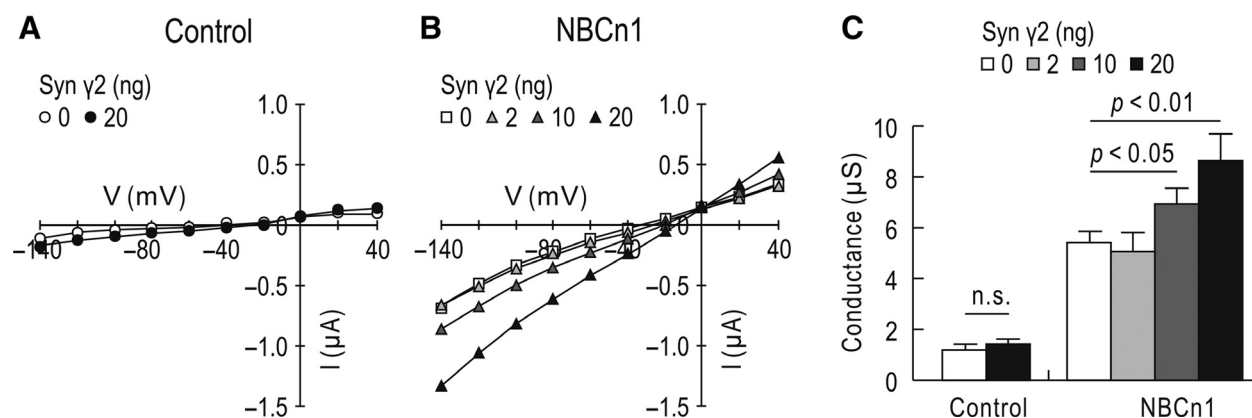 A
Control
Syn γ2 (ng)
0 20
1.0
0.5
V (mV)
0
−140 −80 −40 40
−0.5
−1.0
−1.5
I (μA)
B
NBCn1
Syn γ2 (ng)
0 2 10 20
1.0
0.5
V (mV)
0
−140 −80 −40 40
−0.5
−1.0
−1.5
I (μA)
C
Syn γ2 (ng)
0 2 10 20
p < 0.01
p < 0.05
n.s.
Conductance (μS)
10
8
6
4
2
0
Control NBCn1